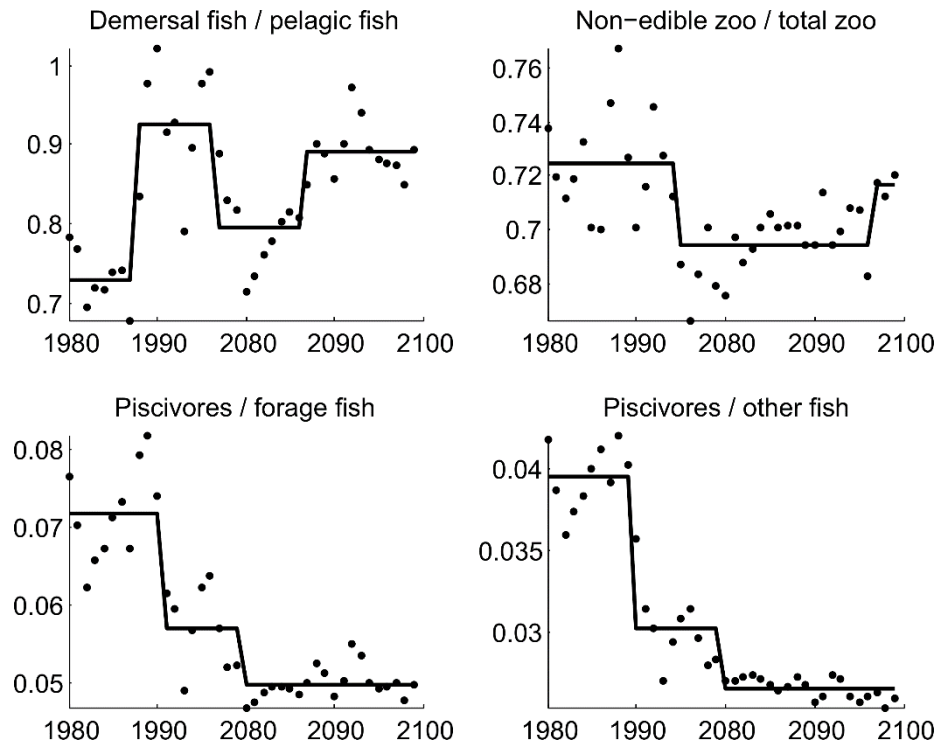 Demersal fish / pelagic fish
1
0.9
0.8
0.7
1980 1990 2080 2090 2100
Non−edible zoo / total zoo
0.76
0.74
0.72
0.7
0.68
1980 1990 2080 2090 2100
Piscivores / forage fish
0.08
0.07
0.06
0.05
1980 1990 2080 2090 2100
Piscivores / other fish
0.04
0.035
0.03
1980 1990 2080 2090 2100